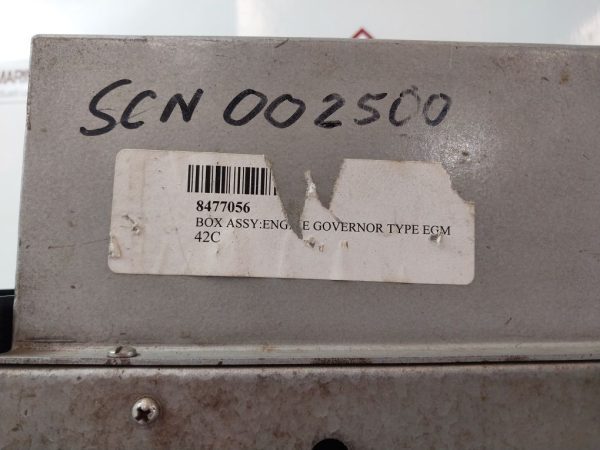 SCN 002500
8477056
BOX ASSY:ENG E GOVERNOR TYPE EGM
42C